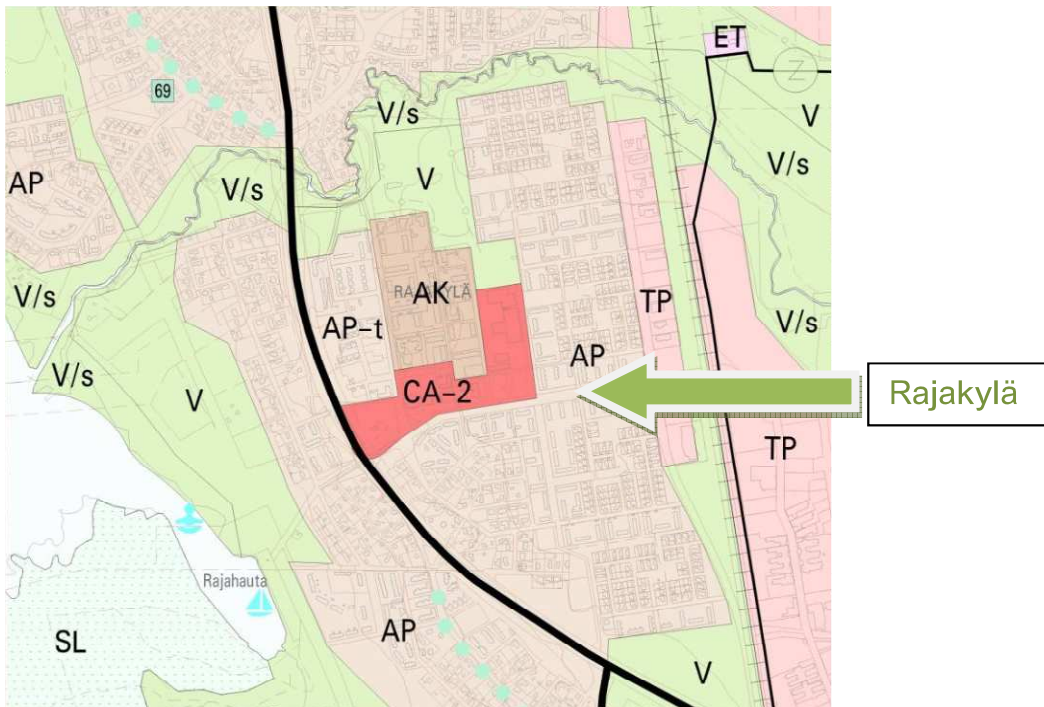 ET
Z
69
V/s
V
V/s
AP
V/s
V
RAJAKYLÄ
AK
V/s
TP
AP-t
V/s
AP
V/s
CA-2
Rajakylä
V
TP
Rajahauta
AP
SL
V